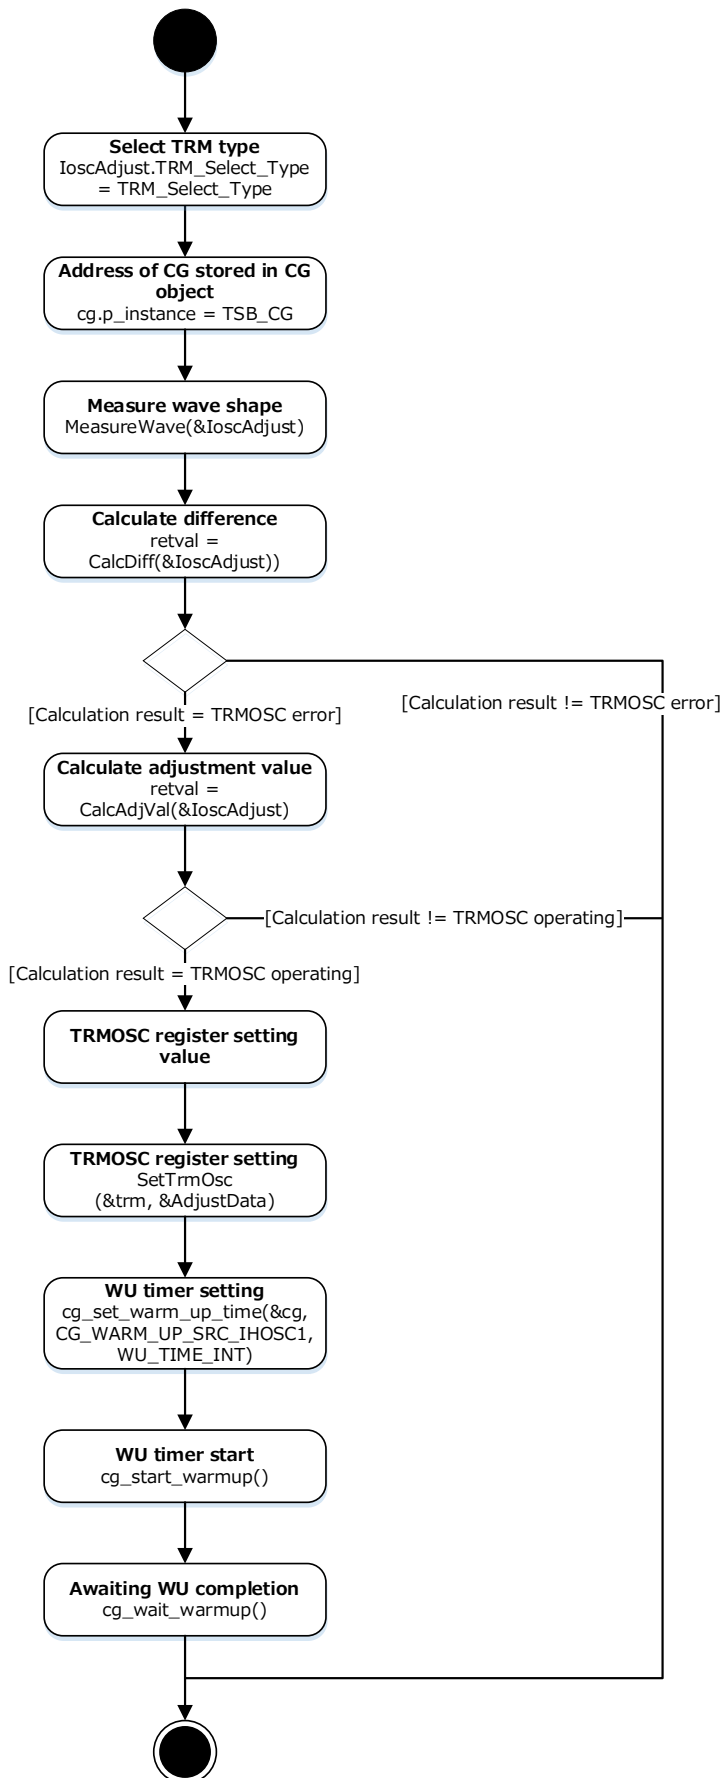 Select TRM type
IoscAdjust.TRM_Select_Type
= TRM_Select_Type
Address of CG stored in CG
object
cg.p_instance = TSB_CG
Measure wave shape
MeasureWave(&IoscAdjust)
Calculate difference
retval =
CalcDiff(&IoscAdjust))
[Calculation result != TRMOSC error]
[Calculation result = TRMOSC error]
Calculate adjustment value
retval =
CalcAdjVal(&IoscAdjust)
[Calculation result != TRMOSC operating]
[Calculation result = TRMOSC operating]
TRMOSC register setting
value
TRMOSC register setting
SetTrmOsc
(&trm, &AdjustData)
WU timer setting
cg_set_warm_up_time(&cg,
CG_WARM_UP_SRC_IHOSC1,
WU_TIME_INT)
WU timer start
cg_start_warmup()
Awaiting WU completion
cg_wait_warmup()